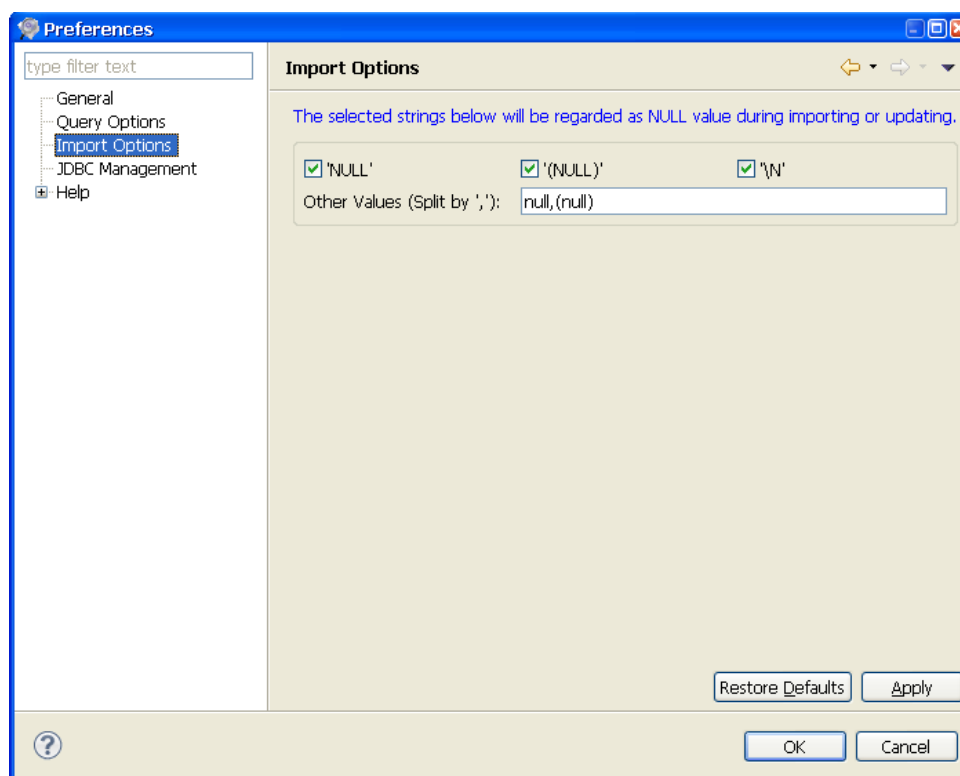 Preferences
type filter text
General
Query Options
Import Options
JDBC Management
Help
Import Options
The selected strings below will be regarded as NULL value during importing or updating.
'NULL' '(NULL)' '\N'
Other Values (Split by ','): null,(null)
Restore Defaults Apply
OK Cancel